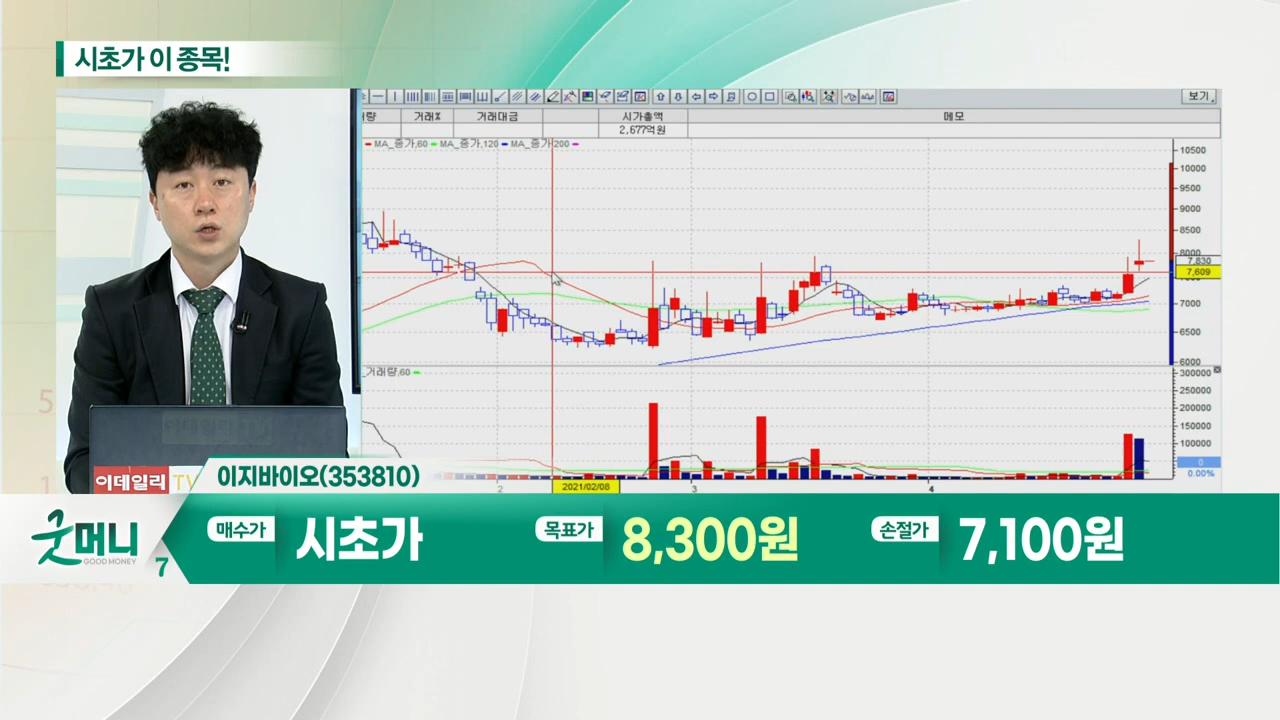 시초가 이 종목!
거래% 거래대금 시가총액 메모 보기
2,677억원
MA_종가,60 MA_종가,120 MA_종가,200
10500
10000
9500
9000
8500
8000
7,830
7,609
7000
6500
6000
거래량,60
300000
250000
200000
150000
100000
0
0.00%
2 2021/02/08 3 4
이데일리 TV
이지바이오(353810)
굿머니
GOOD MONEY
7
매수가 시초가 목표가 8,300원 손절가 7,100원